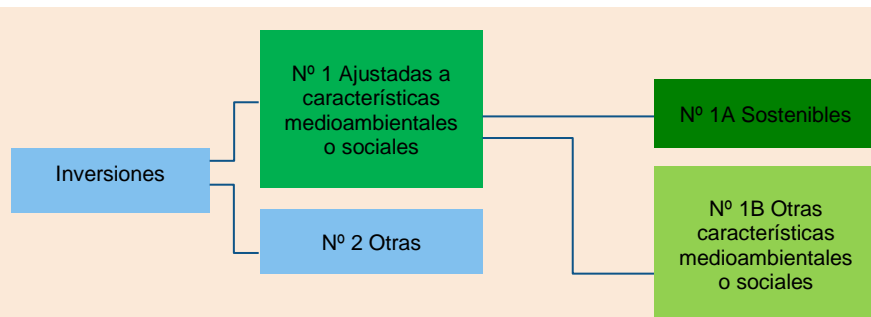 Inversiones
Nº 1 Ajustadas a
características
medioambientales
o sociales
Nº 2 Otras
Nº 1A Sostenibles
Nº 1B Otras
características
medioambientales
o sociales